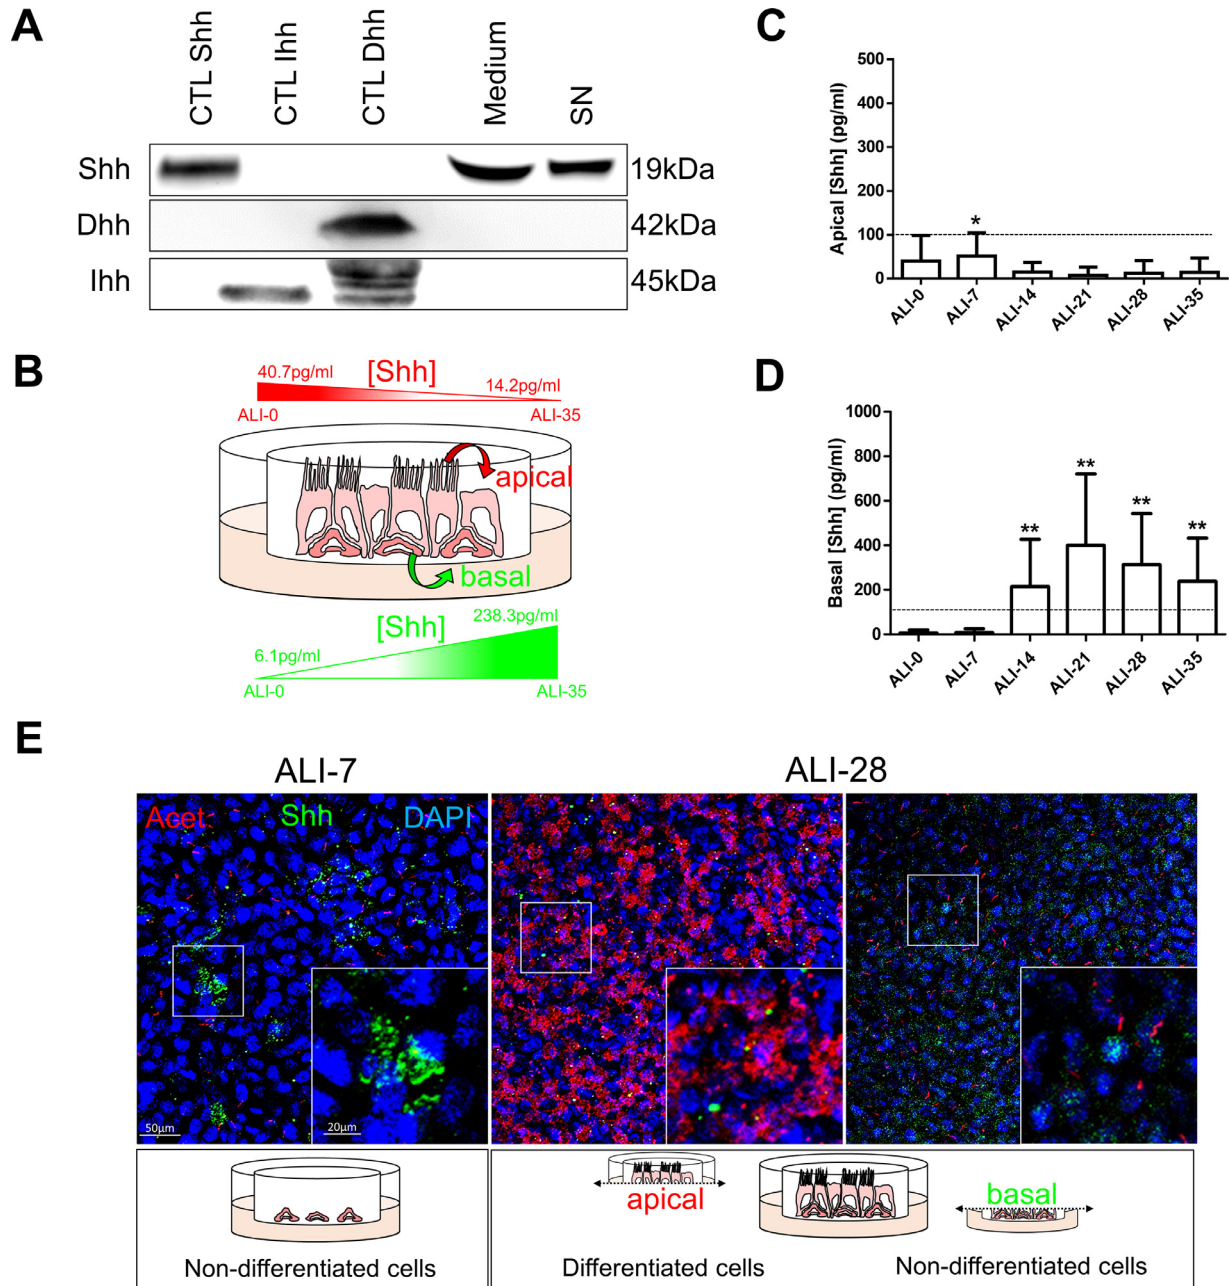 A
CTL Shh
CTL Ihh
CTL Dhh
Medium
SN
Shh
19kDa
Dhh
42kDa
Ihh
45kDa
B
40.7pg/ml
[Shh]
14.2pg/ml
ALI-0
ALI-35
apical
basal
[Shh]
238.3pg/ml
6.1pg/ml
ALI-0
ALI-35
C
Apical [Shh] (pg/ml)
500
400
300
200
100
0
*
ALI-0
ALI-7
ALI-14
ALI-21
ALI-28
ALI-35
D
Basal [Shh] (pg/ml)
1000
800
600
400
200
0
**
**
**
**
ALI-0
ALI-7
ALI-14
ALI-21
ALI-28
ALI-35
E
ALI-7
ALI-28
Acet
Shh
DAPI
50µm
20µm
apical
basal
Non-differentiated cells
Differentiated cells
Non-differentiated cells